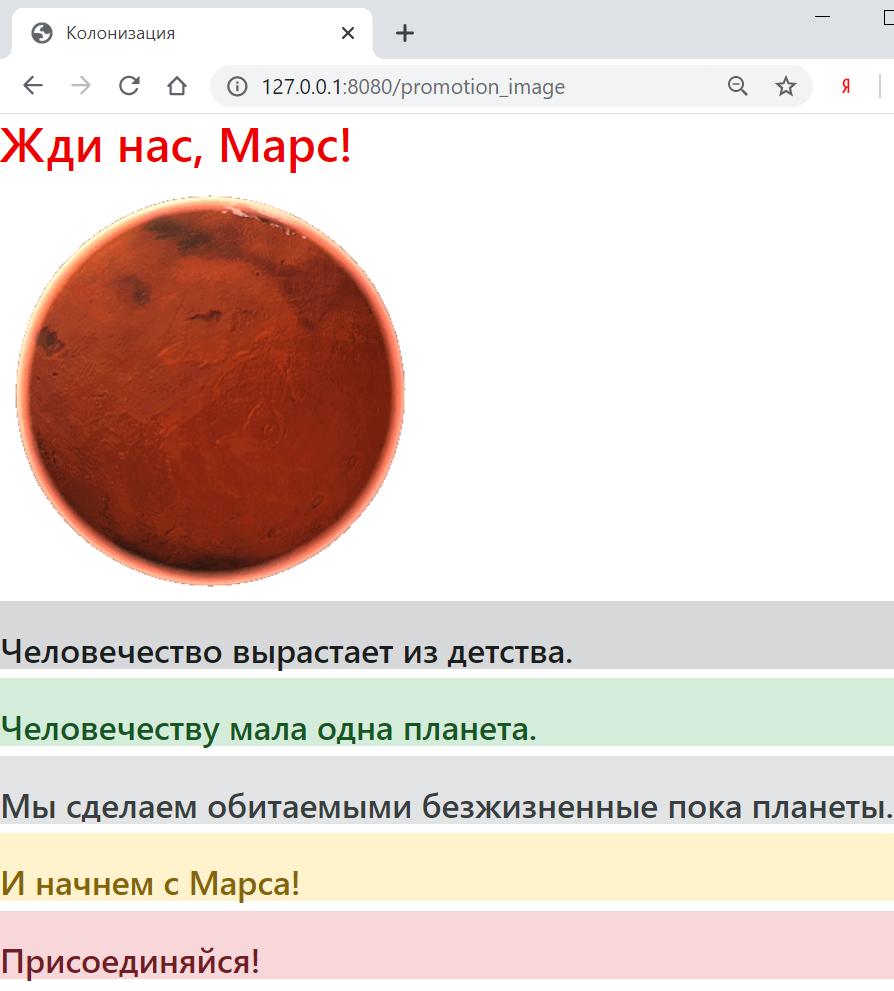 Колонизация
127.0.0.1:8080/promotion_image
Я
Жди нас, Марс!
Человечество вырастает из детства.
Человечеству мала одна планета.
Мы сделаем обитаемыми безжизненные пока планеты.
И начнем с Марса!
Присоединяйся!